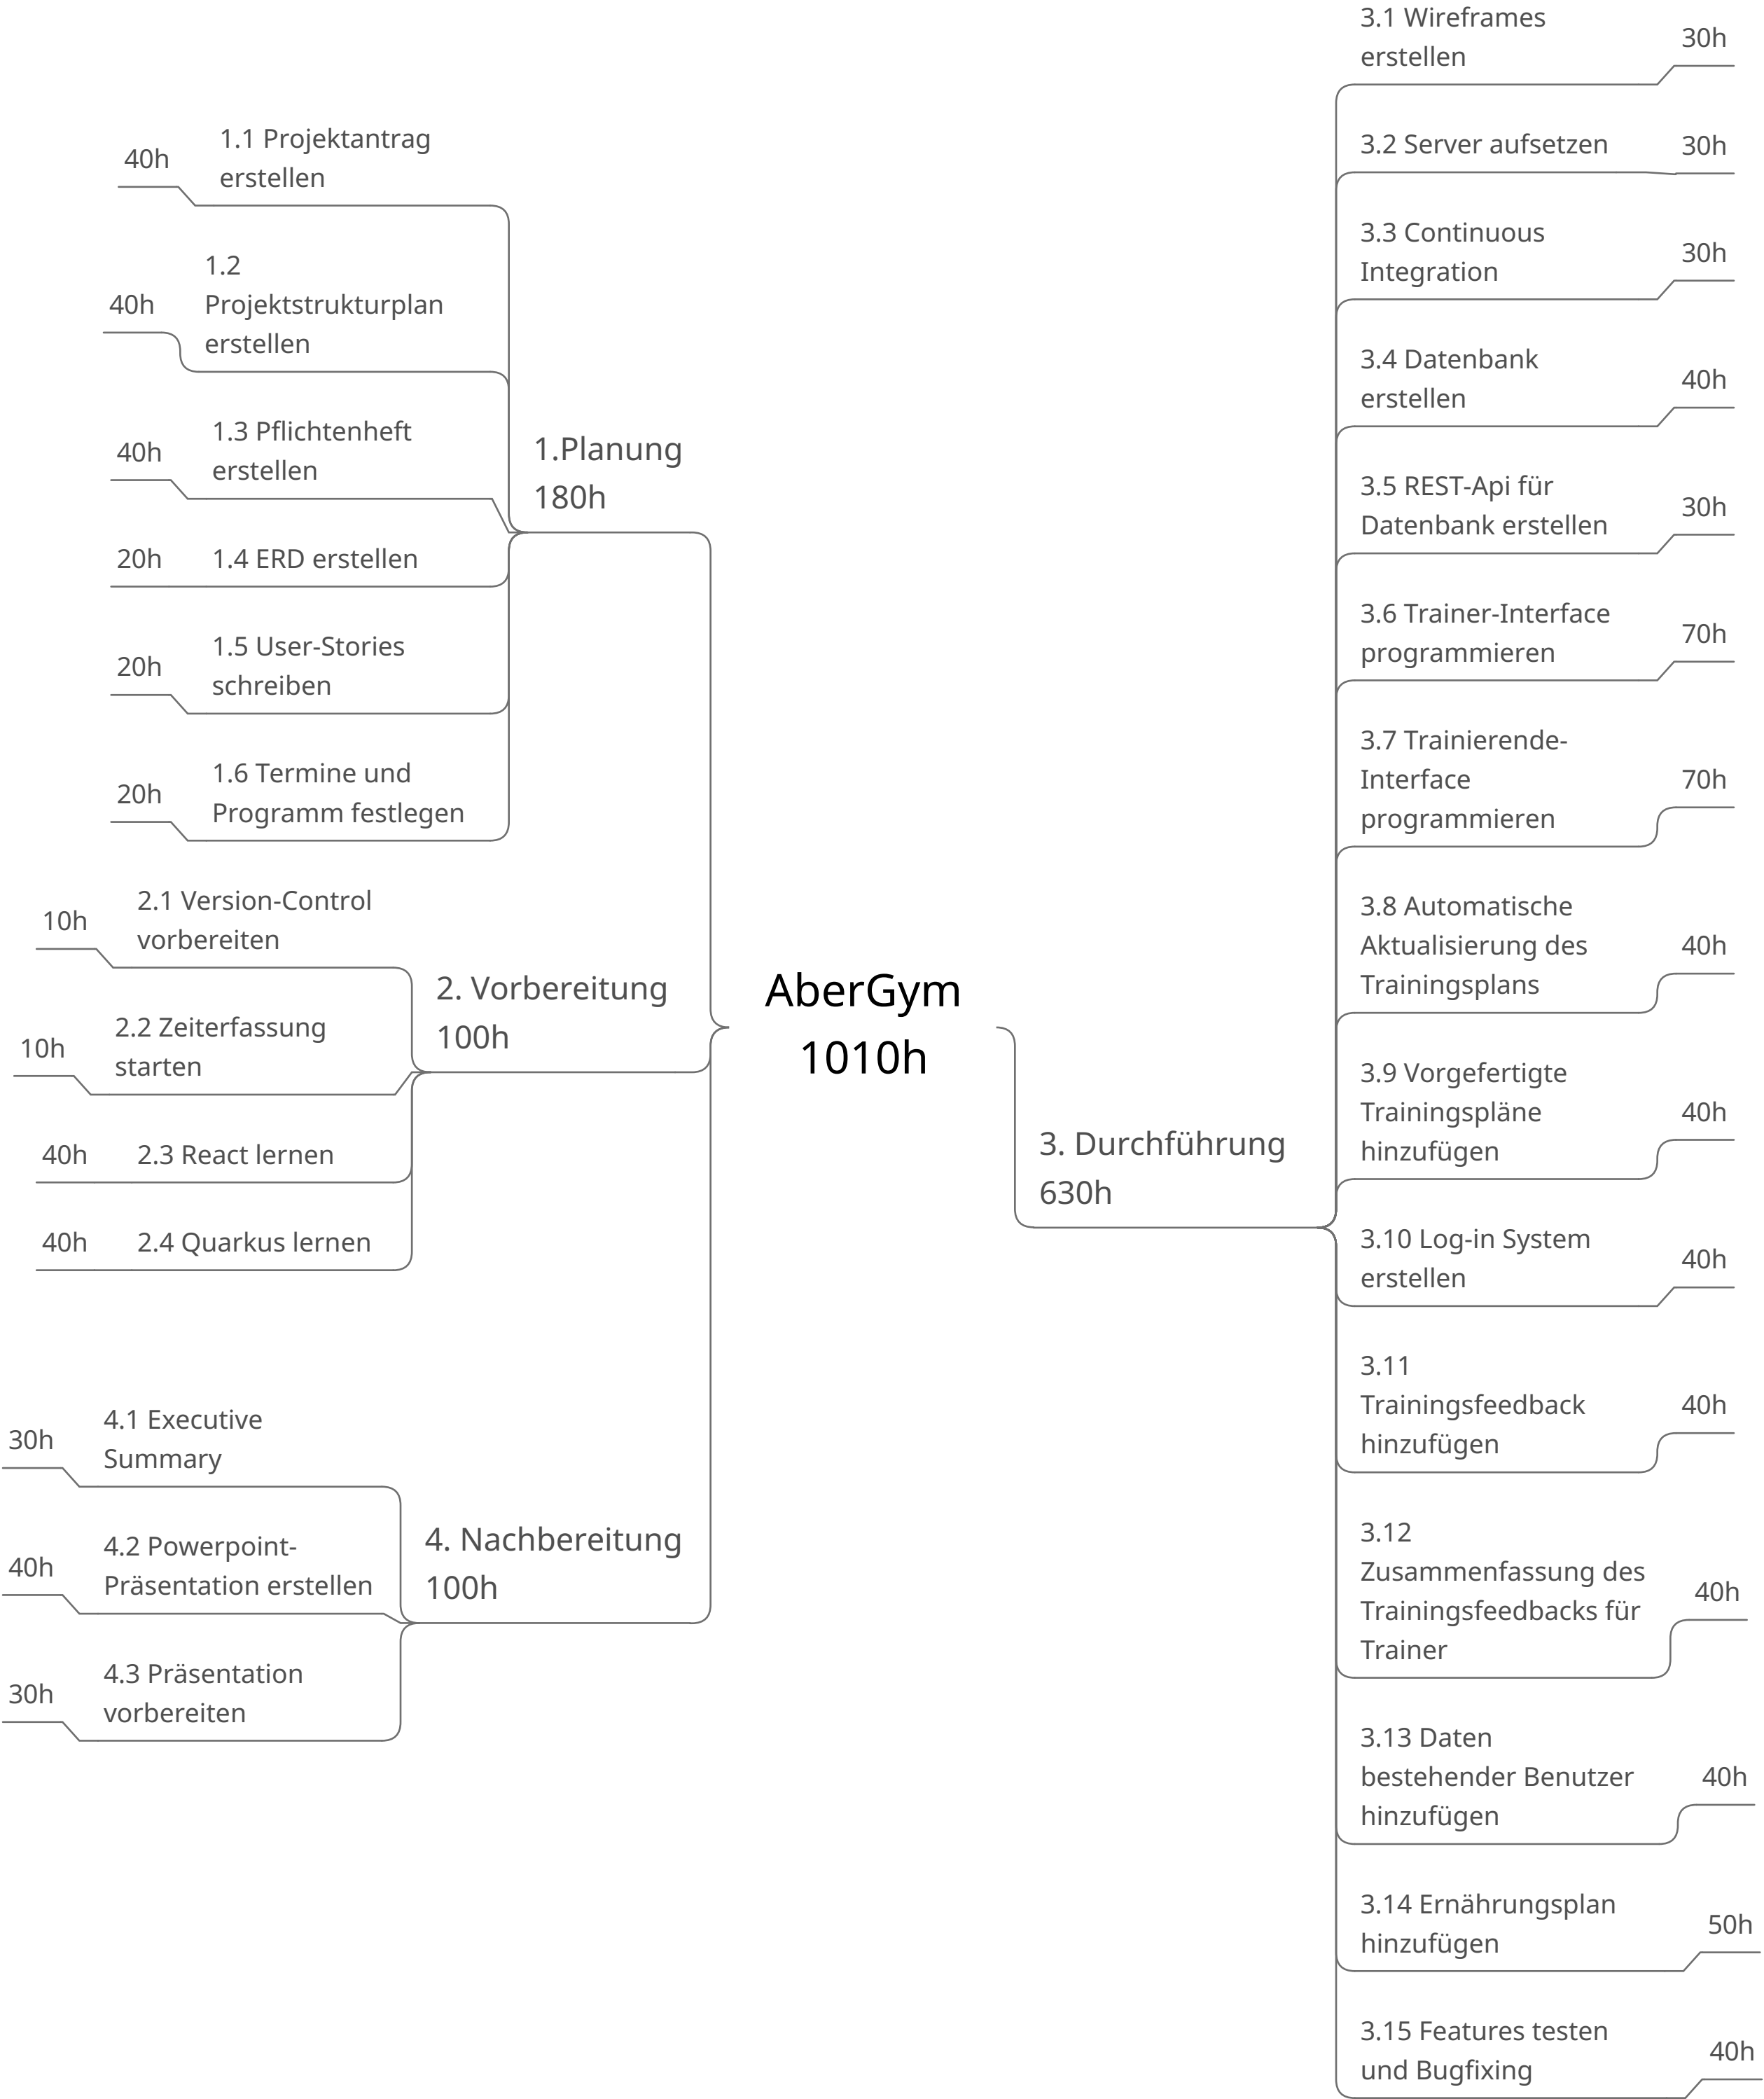 AberGym
1010h
1.Planung
180h
1.1 Projektantrag
erstellen
40h
1.2
Projektstrukturplan
erstellen
40h
1.3 Pflichtenheft
erstellen
40h
1.4 ERD erstellen
20h
1.5 User-Stories
schreiben
20h
1.6 Termine und
Programm festlegen
20h
2. Vorbereitung
100h
2.1 Version-Control
vorbereiten
10h
2.2 Zeiterfassung
starten
10h
2.3 React lernen
40h
2.4 Quarkus lernen
40h
3. Durchführung
630h
3.1 Wireframes
erstellen
30h
3.2 Server aufsetzen
30h
3.3 Continuous
Integration
30h
3.4 Datenbank
erstellen
40h
3.5 REST-Api für
Datenbank erstellen
30h
3.6 Trainer-Interface
programmieren
70h
3.7 Trainierende-
Interface
programmieren
70h
3.8 Automatische
Aktualisierung des
Trainingsplans
40h
3.9 Vorgefertigte
Trainingspläne
hinzufügen
40h
3.10 Log-in System
erstellen
40h
3.11
Trainingsfeedback
hinzufügen
40h
3.12
Zusammenfassung des
Trainingsfeedbacks für
Trainer
40h
3.13 Daten
bestehender Benutzer
hinzufügen
40h
3.14 Ernährungsplan
hinzufügen
50h
3.15 Features testen
und Bugfixing
40h
4. Nachbereitung
100h
4.1 Executive
Summary
30h
4.2 Powerpoint-
Präsentation erstellen
40h
4.3 Präsentation
vorbereiten
30h